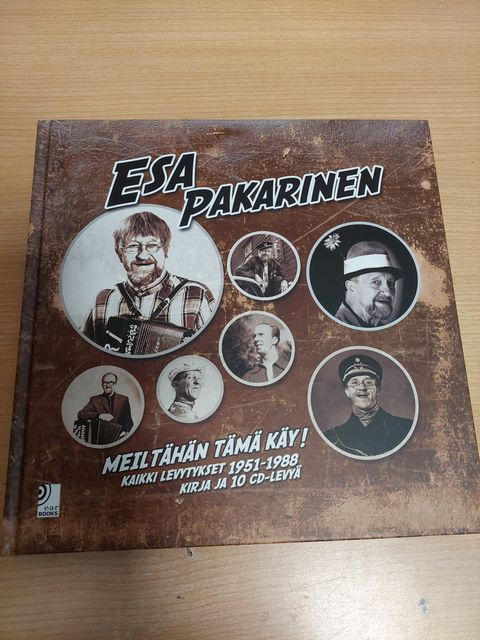 ESA
PAKARINEN
MEILTÄHÄN TÄMÄ KÄY!
KAIKKI LEVYTYKSET 1951-1988
KIRJA JA 10 CD-LEVYÄ
ear
BOOKS